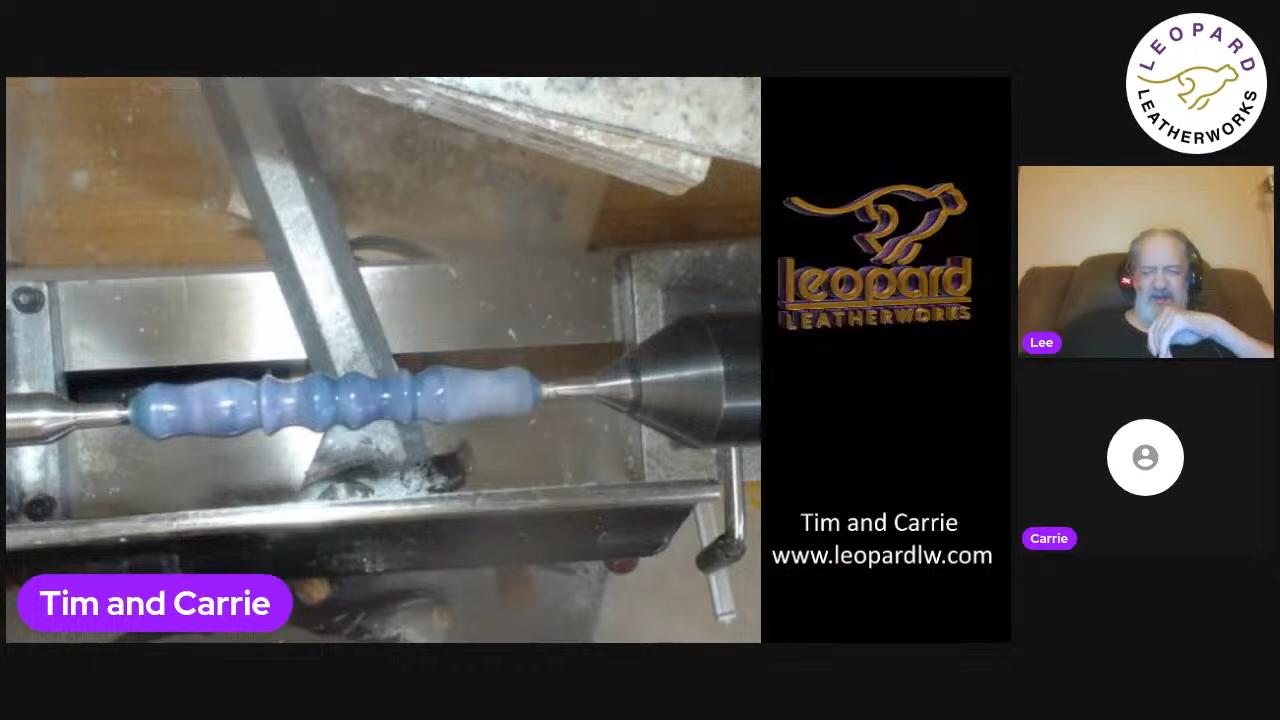 LEOPARD
LEATHERWORKS
leopard
LEATHERWORKS
Lee
Tim and Carrie
www.leopardlw.com
Carrie
Tim and Carrie